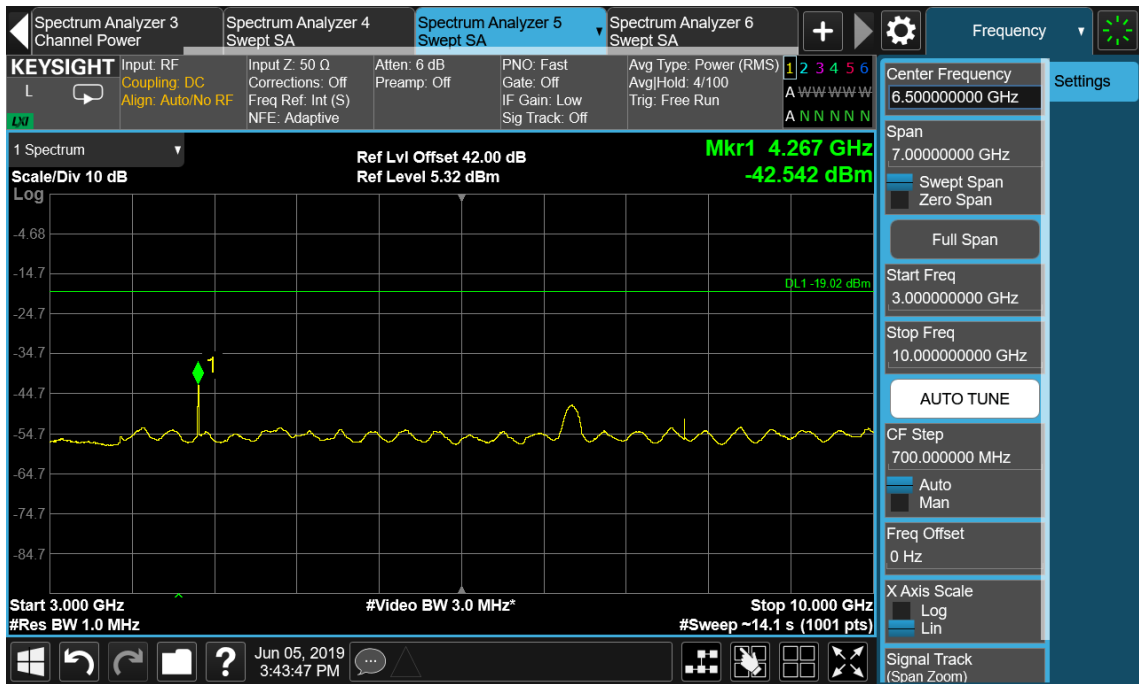 Spectrum Analyzer 3
Channel Power
Spectrum Analyzer 4
Swept SA
Spectrum Analyzer 5
Swept SA
Spectrum Analyzer 6
Swept SA
+
Frequency
KEYSIGHT
L
LXI
Input: RF
Coupling: DC
Align: Auto/No RF
Input Z: 50 Ω
Corrections: Off
Freq Ref: Int (S)
NFE: Adaptive
Atten: 6 dB
Preamp: Off
PNO: Fast
Gate: Off
IF Gain: Low
Sig Track: Off
Avg Type: Power (RMS)
Avg|Hold: 4/100
Trig: Free Run
1 2 3 4 5 6
A W W W W W
A N N N N N
1 Spectrum
Scale/Div 10 dB
Log
Ref Lvl Offset 42.00 dB
Ref Level 5.32 dBm
Mkr1 4.267 GHz
-42.542 dBm
-4.68
-14.7
DL1 -19.02 dBm
-24.7
-34.7
1
-44.7
-54.7
-64.7
-74.7
-84.7
Start 3.000 GHz
#Res BW 1.0 MHz
#Video BW 3.0 MHz*
Stop 10.000 GHz
#Sweep ~14.1 s (1001 pts)
?
Jun 05, 2019
3:43:47 PM
Center Frequency
6.500000000 GHz
Span
7.00000000 GHz
Swept Span
Zero Span
Full Span
Start Freq
3.000000000 GHz
Stop Freq
10.000000000 GHz
AUTO TUNE
CF Step
700.000000 MHz
Auto
Man
Freq Offset
0 Hz
X Axis Scale
Log
Lin
Signal Track
(Span Zoom)
Settings